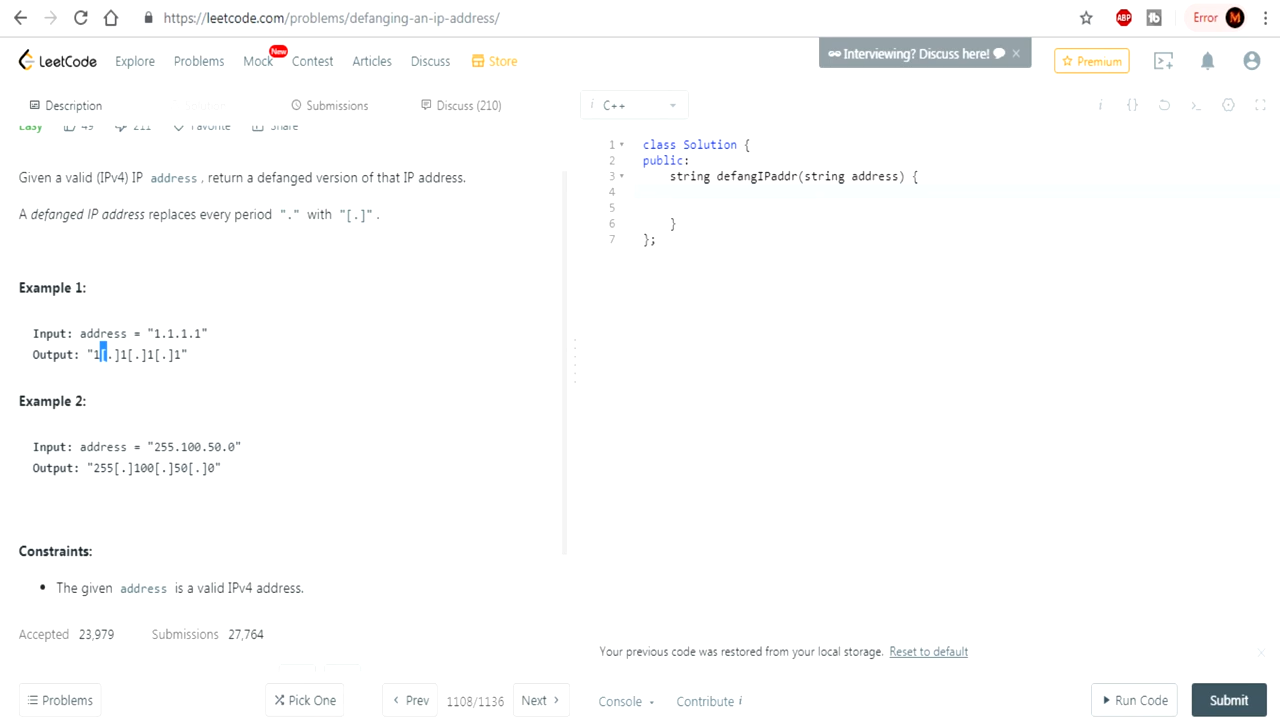 https://leetcode.com/problems/defanging-an-ip-address/
ABP
Error M
LeetCode Explore Problems Mock New Contest Articles Discuss Store
Interviewing? Discuss here! ×
Premium
Description
Submissions
Discuss (210)
i C++
Easy 49 211 Favorite Share
Given a valid (IPv4) IP address, return a defanged version of that IP address.
A defanged IP address replaces every period "." with "[.]".
Example 1:
Input: address = "1.1.1.1"
Output: "1[.]1[.]1[.]1"
Example 2:
Input: address = "255.100.50.0"
Output: "255[.]100[.]50[.]0"
Constraints:
• The given address is a valid IPv4 address.
Accepted 23,979 Submissions 27,764
Problems
Pick One
Prev 1108/1136 Next
1 class Solution {
2 public:
3 string defangIPaddr(string address) {
4
5
6 }
7 };
Your previous code was restored from your local storage. Reset to default
Console Contribute i
Run Code
Submit